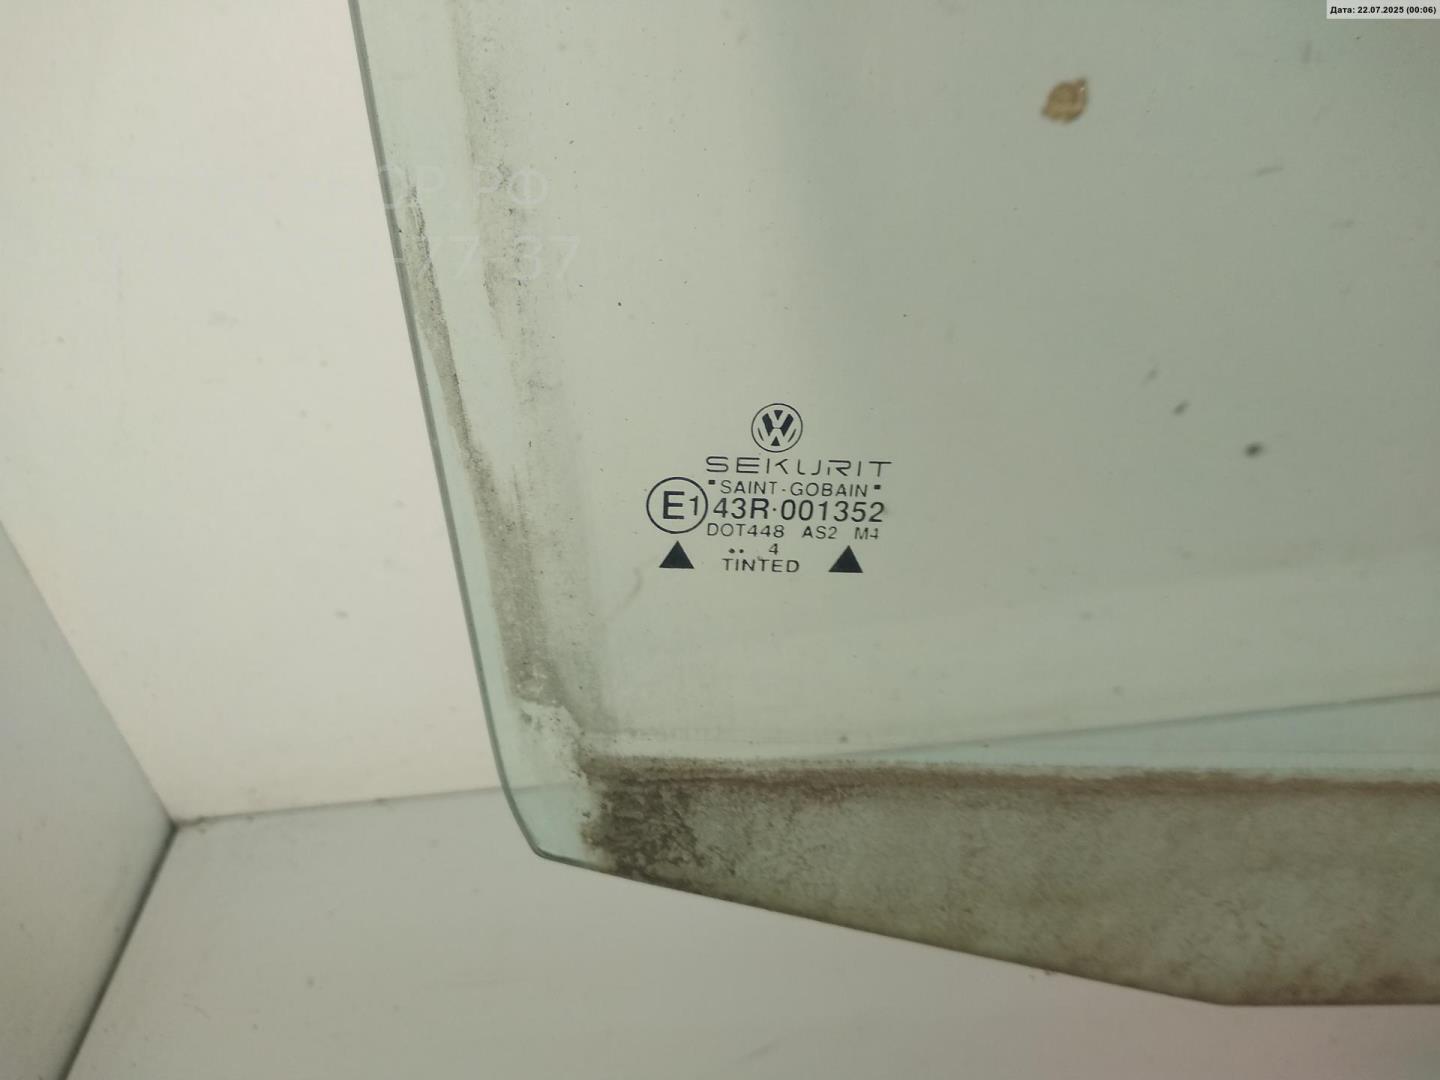 Дата: 22.07.2025 (00:06)
SEKURIT
SAINT-GOBAIN
E1 43R·001352
DOT448 AS2 M4
.. 4
TINTED